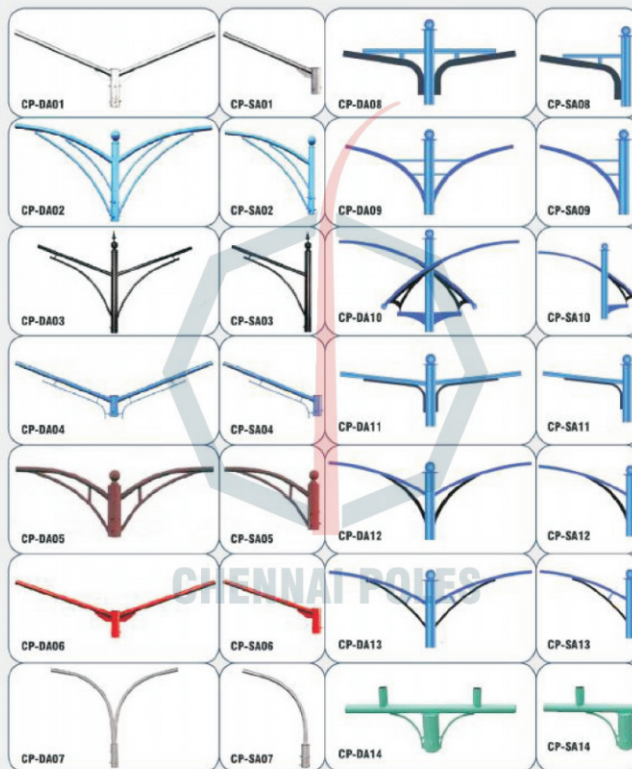 CP-DA01 CP-SA01 CP-DA08 CP-SA08
CP-DA02 CP-SA02 CP-DA09 CP-SA09
CP-DA03 CP-SA03 CP-DA10 CP-SA10
CP-DA04 CP-SA04 CP-DA11 CP-SA11
CP-DA05 CP-SA05 CP-DA12 CP-SA12
CHENNAI POLES
CP-DA06 CP-SA06 CP-DA13 CP-SA13
CP-DA07 CP-SA07 CP-DA14 CP-SA14